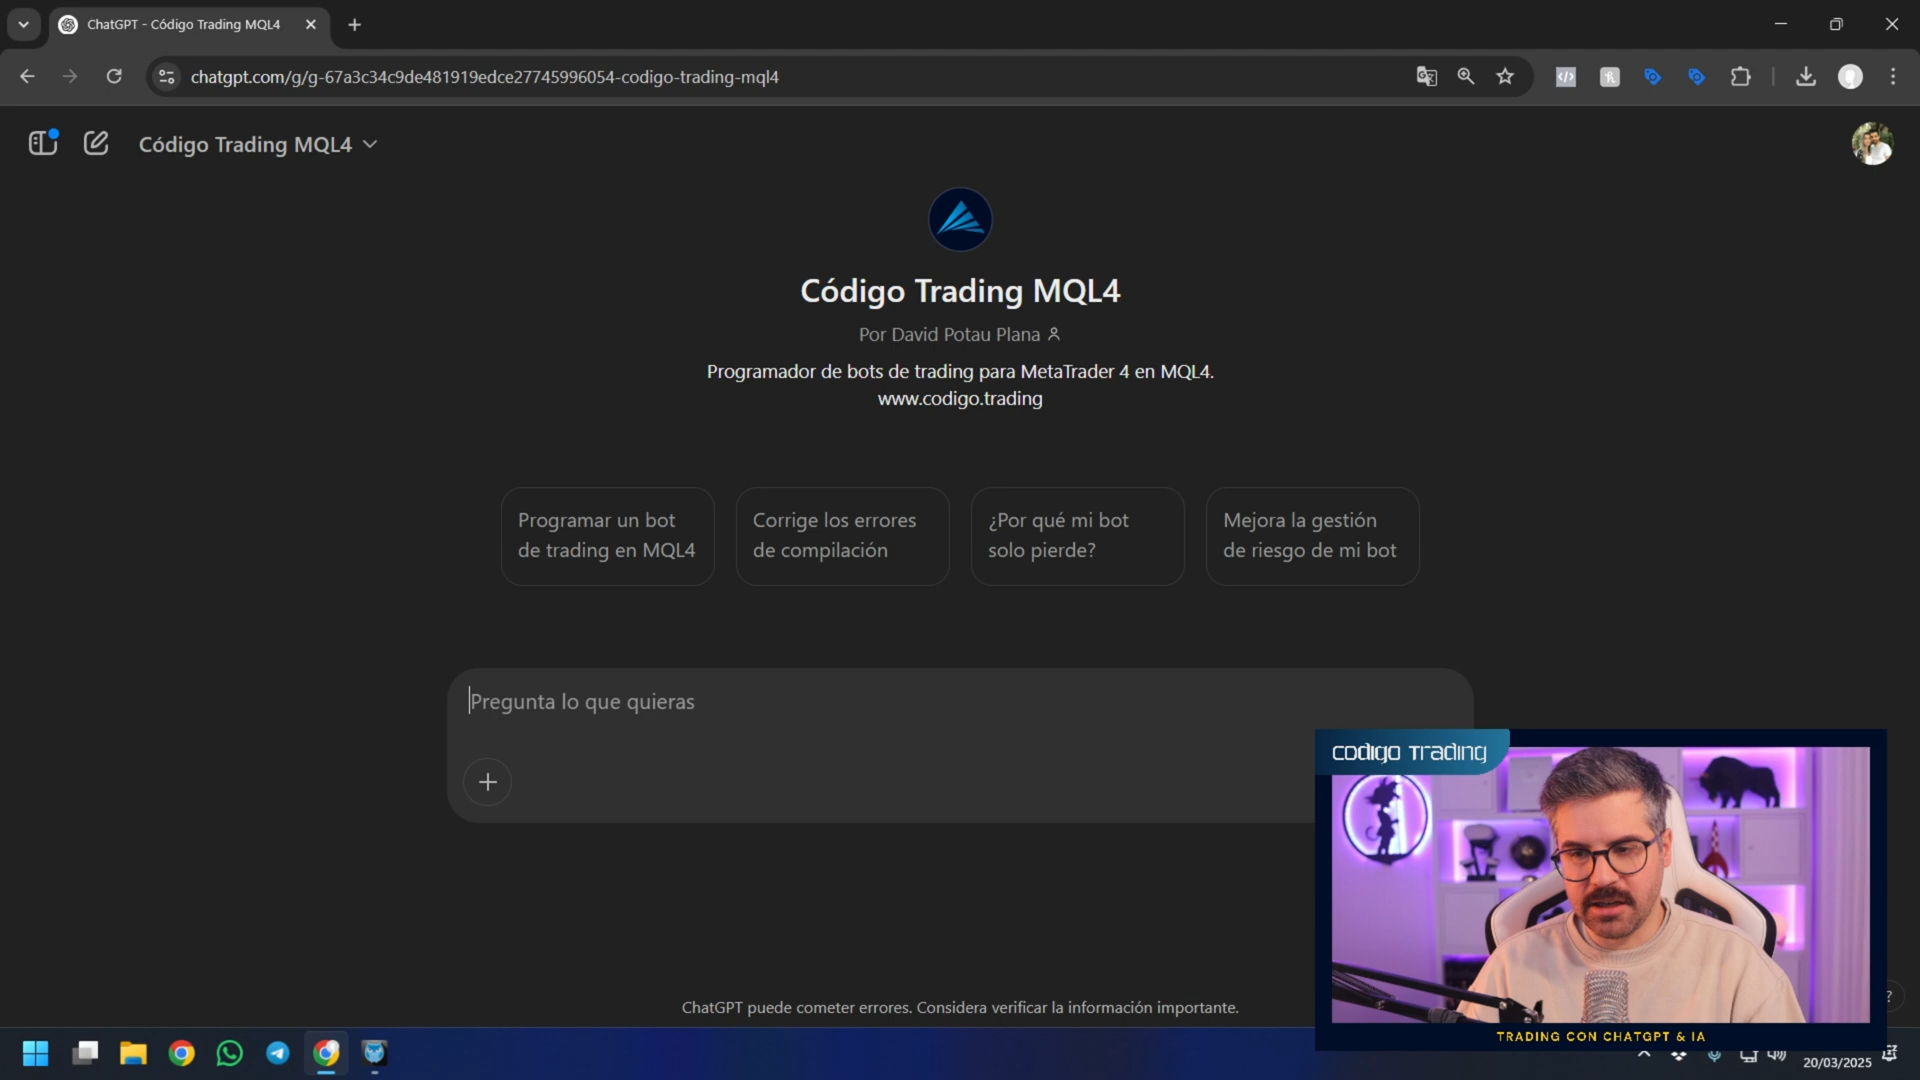 ChatGPT - Código Trading MQL4
chatgpt.com/g/g-67a3c34c9de481919edce27745996054-codigo-trading-mql4
Código Trading MQL4
Código Trading MQL4
Por David Potau Plana
Programador de bots de trading para MetaTrader 4 en MQL4.
www.codigo.trading
Programar un bot
de trading en MQL4
Corrige los errores
de compilación
¿Por qué mi bot
solo pierde?
Mejora la gestión
de riesgo de mi bot
Pregunta lo que quieras
codigo Trading
TRADING CON CHATGPT & IA
ChatGPT puede cometer errores. Considera verificar la información importante.
?
20/03/2025